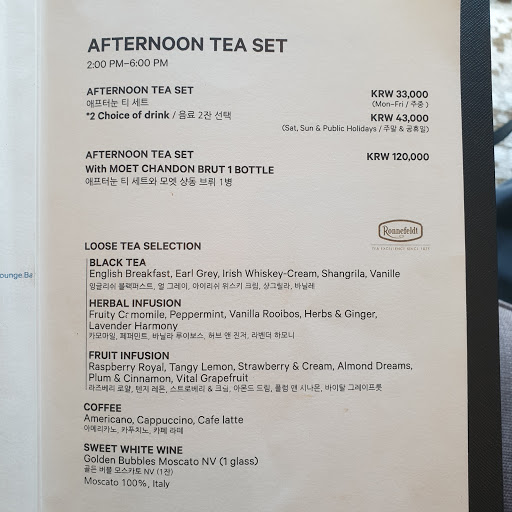 AFTERNOON TEA SET
2:00 PM–6:00 PM
AFTERNOON TEA SET KRW 33,000
애프터눈 티 세트 (Mon-Fri / 주중)
*2 Choice of drink / 음료 2잔 선택 KRW 43,000
(Sat, Sun & Public Holidays / 주말 & 공휴일)
AFTERNOON TEA SET KRW 120,000
With MOET CHANDON BRUT 1 BOTTLE
애프터눈 티 세트와 모엣 샹동 브뤼 1병
Ronnefeldt
TEA EXCELLENCE SINCE 1823
LOOSE TEA SELECTION
BLACK TEA
ounge.Ba
English Breakfast, Earl Grey, Irish Whiskey-Cream, Shangrila, Vanille
잉글리쉬 블랙퍼스트, 얼 그레이, 아이리쉬 위스키 크림, 샹그릴라, 바닐레
HERBAL INFUSION
Fruity Camomile, Peppermint, Vanilla Rooibos, Herbs & Ginger,
Lavender Harmony
카모마일, 페퍼민트, 바닐라 루이보스, 허브 앤 진저, 라벤더 하모니
FRUIT INFUSION
Raspberry Royal, Tangy Lemon, Strawberry & Cream, Almond Dreams,
Plum & Cinnamon, Vital Grapefruit
라즈베리 로얄, 텐지 레몬, 스트로베리 & 크림, 아몬드 드림, 플럼 앤 시나몬, 바이탈 그레이프룻
COFFEE
Americano, Cappuccino, Cafe latte
아메리카노, 카푸치노, 카페 라떼
SWEET WHITE WINE
Golden Bubbles Moscato NV (1 glass)
골든 버블 모스카토 NV (1잔)
Moscato 100%, Italy